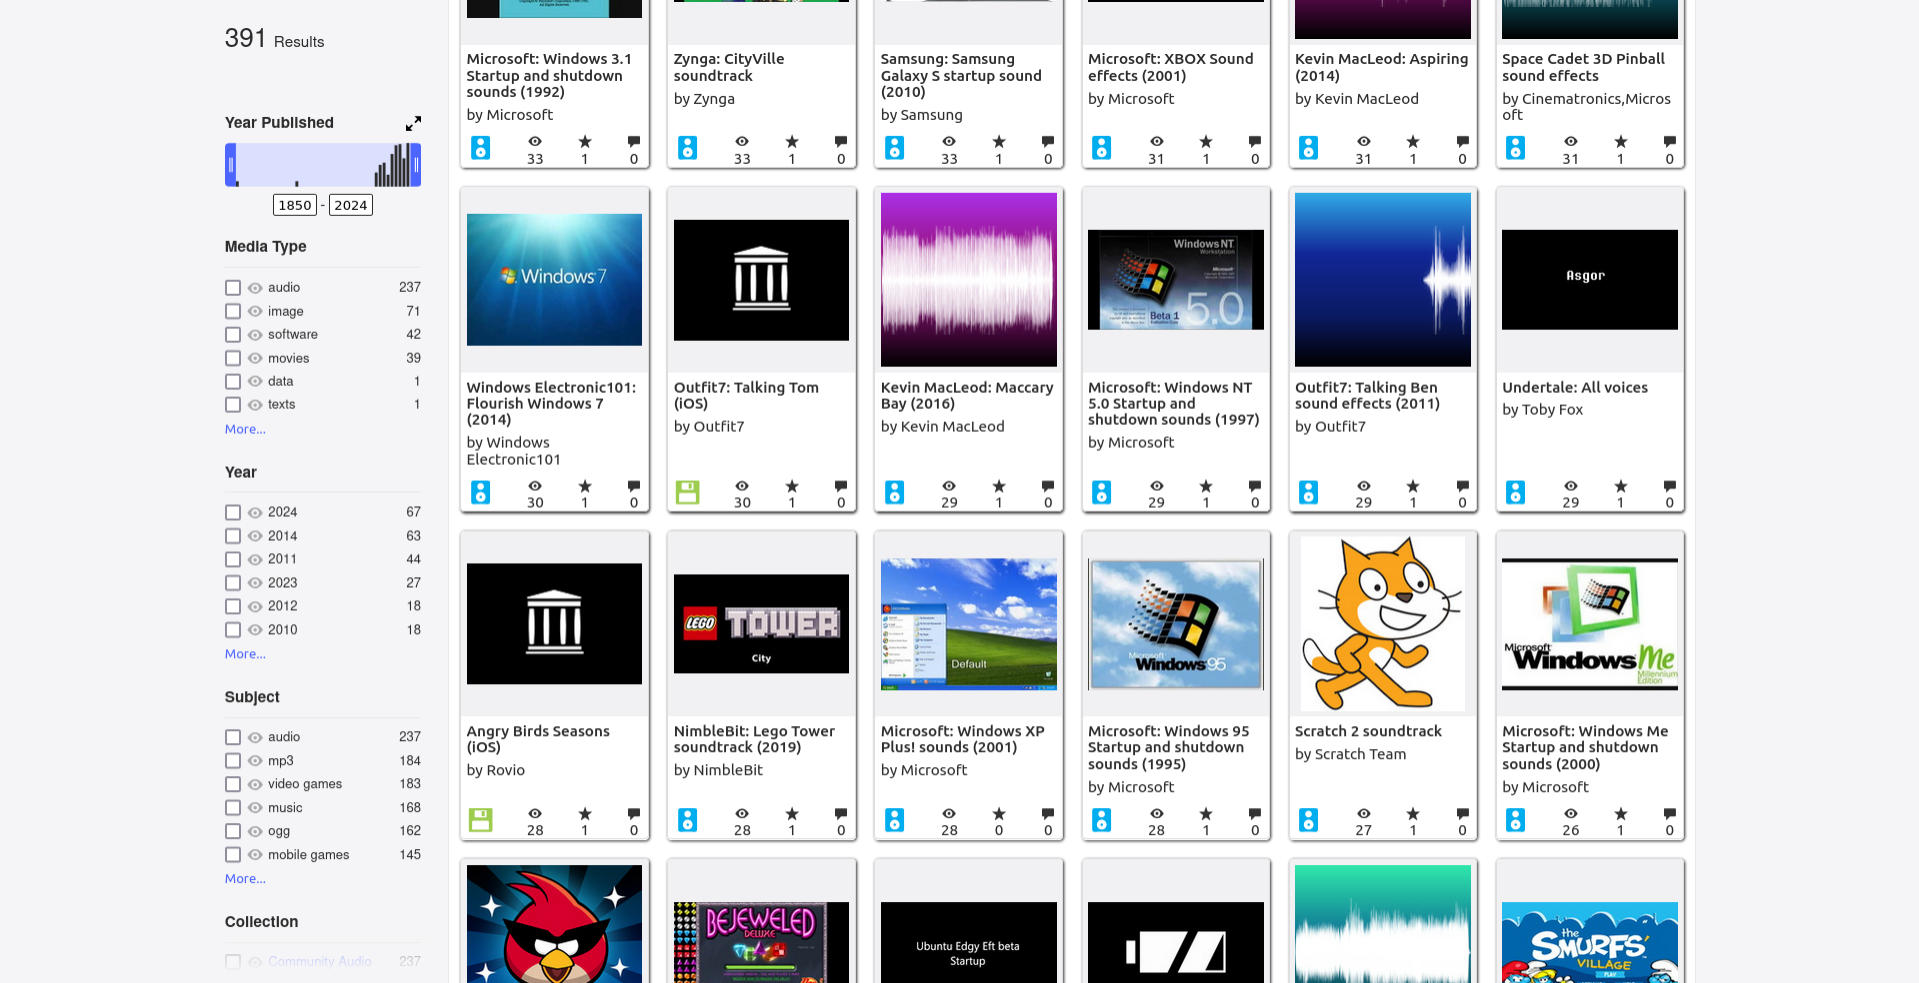 391 Results
Year Published
1850 - 2024
Media Type
audio 237
image 71
software 42
movies 39
data 1
texts 1
More...
Year
2024 67
2014 63
2011 44
2023 27
2012 18
2010 18
More...
Subject
audio 237
mp3 184
video games 183
music 168
ogg 162
mobile games 145
More...
Collection
Community Audio 237
Microsoft: Windows 3.1
Startup and shutdown
sounds (1992)
by Microsoft
33 1 0
Zynga: CityVille
soundtrack
by Zynga
33 1 0
Samsung: Samsung
Galaxy S startup sound
(2010)
by Samsung
33 1 0
Microsoft: XBOX Sound
effects (2001)
by Microsoft
31 1 0
Kevin MacLeod: Aspiring
(2014)
by Kevin MacLeod
31 1 0
Space Cadet 3D Pinball
sound effects
by Cinematronics,Micros
oft
31 1 0
Windows 7
Windows Electronic101:
Flourish Windows 7
(2014)
by Windows
Electronic101
30 1 0
Outfit7: Talking Tom
(iOS)
by Outfit7
30 1 0
Kevin MacLeod: Maccary
Bay (2016)
by Kevin MacLeod
29 1 0
Windows NT
Workstation
Microsoft
5.0
Beta 1
Microsoft: Windows NT
5.0 Startup and
shutdown sounds (1997)
by Microsoft
29 1 0
Outfit7: Talking Ben
sound effects (2011)
by Outfit7
29 1 0
Asgor
Undertale: All voices
by Toby Fox
29 1 0
Angry Birds Seasons
(iOS)
by Rovio
28 1 0
LEGO TOWER
City
NimbleBit: Lego Tower
soundtrack (2019)
by NimbleBit
28 1 0
Default
Microsoft: Windows XP
Plus! sounds (2001)
by Microsoft
28 0 0
Microsoft
Windows 95
Microsoft: Windows 95
Startup and shutdown
sounds (1995)
by Microsoft
28 1 0
Scratch 2 soundtrack
by Scratch Team
27 1 0
Microsoft
Windows Me
Millennium
Edition
Microsoft: Windows Me
Startup and shutdown
sounds (2000)
by Microsoft
26 1 0
BEJEWELED
DELUXE
Ubuntu Edgy Eft beta
Startup
the
SMURFS'
VILLAGE
PLAY